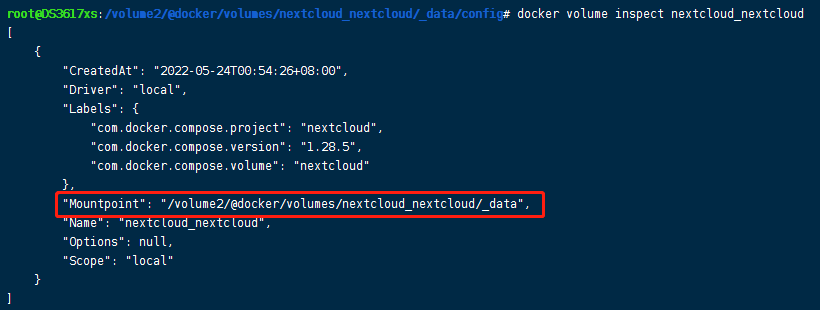 root@DS3617xs:/volume2/@docker/volumes/nextcloud_nextcloud/_data/config# docker volume inspect nextcloud_nextcloud
[
    {
        "CreatedAt": "2022-05-24T00:54:26+08:00",
        "Driver": "local",
        "Labels": {
            "com.docker.compose.project": "nextcloud",
            "com.docker.compose.version": "1.28.5",
            "com.docker.compose.volume": "nextcloud"
        },
        "Mountpoint": "/volume2/@docker/volumes/nextcloud_nextcloud/_data",
        "Name": "nextcloud_nextcloud",
        "Options": null,
        "Scope": "local"
    }
]